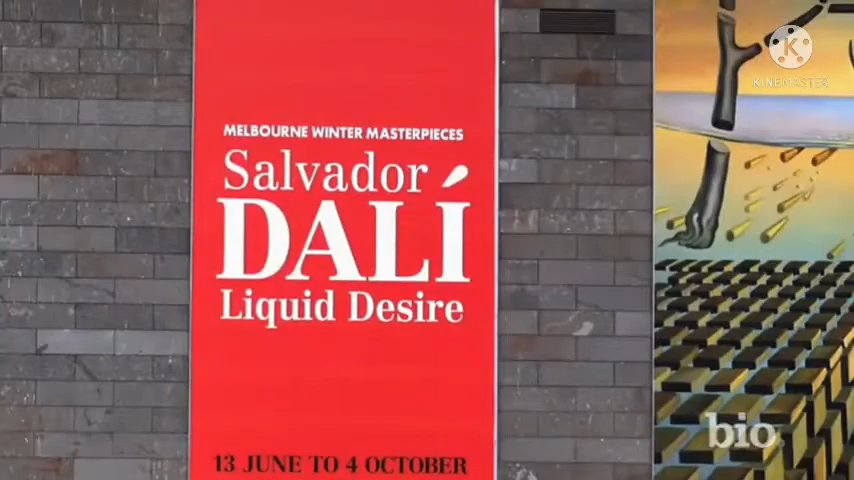 MELBOURNE WINTER MASTERPIECES
Salvador
DALÍ
Liquid Desire
13 JUNE TO 4 OCTOBER
K
KINEMASTER
bio